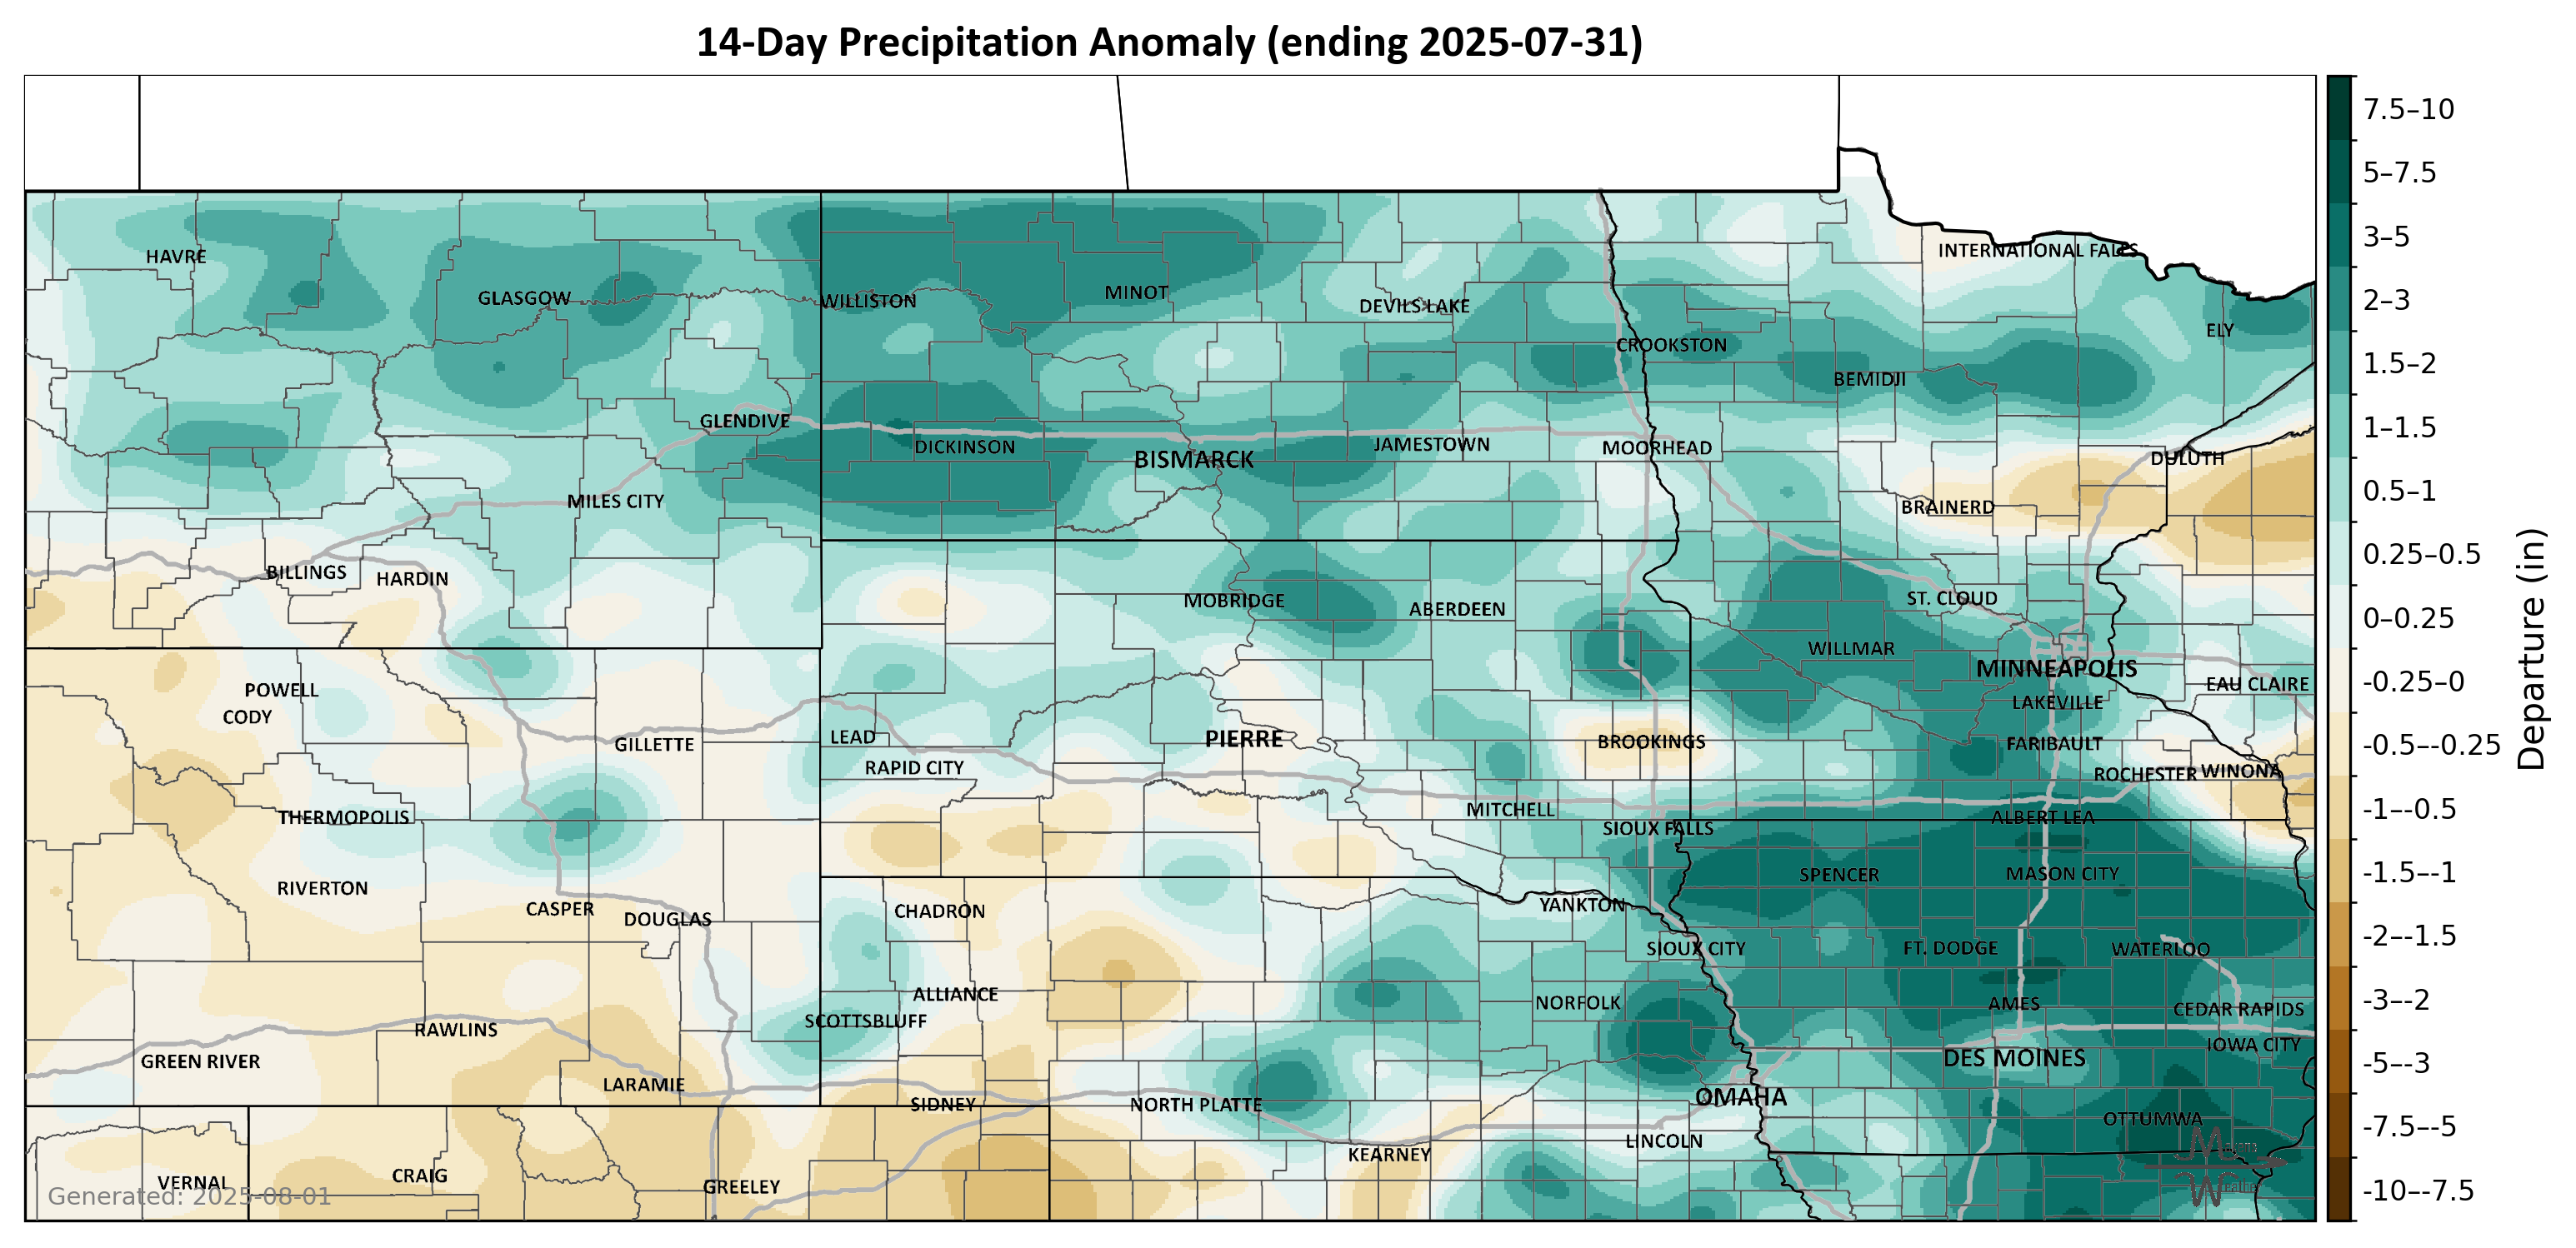 14-Day Precipitation Anomaly (ending 2025-07-31)
HAVRE
GLASGOW
WILLISTON
MINOT
DEVILS LAKE
CROOKSTON
INTERNATIONAL FALLS
ELY
BEMIDJI
GLENDIVE
DICKINSON
BISMARCK
JAMESTOWN
MOORHEAD
DULUTH
MILES CITY
BRAINERD
BILLINGS
HARDIN
MOBRIDGE
ABERDEEN
ST. CLOUD
WILLMAR
MINNEAPOLIS
EAU CLAIRE
LAKEVILLE
POWELL
CODY
GILLETTE
LEAD
RAPID CITY
PIERRE
BROOKINGS
FARIBAULT
ROCHESTER
WINONA
THERMOPOLIS
MITCHELL
SIOUX FALLS
ALBERT LEA
RIVERTON
CASPER
DOUGLAS
CHADRON
YANKTON
SPENCER
MASON CITY
SIOUX CITY
FT. DODGE
WATERLOO
ALLIANCE
SCOTTSBLUFF
NORFOLK
AMES
CEDAR RAPIDS
RAWLINS
GREEN RIVER
LARAMIE
SIDNEY
NORTH PLATTE
OMAHA
DES MOINES
IOWA CITY
OTTUMWA
LINCOLN
KEARNEY
VERNAL
CRAIG
GREELEY
Generated: 2025-08-01
7.5–10
5–7.5
3–5
2–3
1.5–2
1–1.5
0.5–1
0.25–0.5
0–0.25
-0.25–0
-0.5–-0.25
-1–-0.5
-1.5–-1
-2–-1.5
-3–-2
-5–-3
-7.5–-5
-10–-7.5
Departure (in)